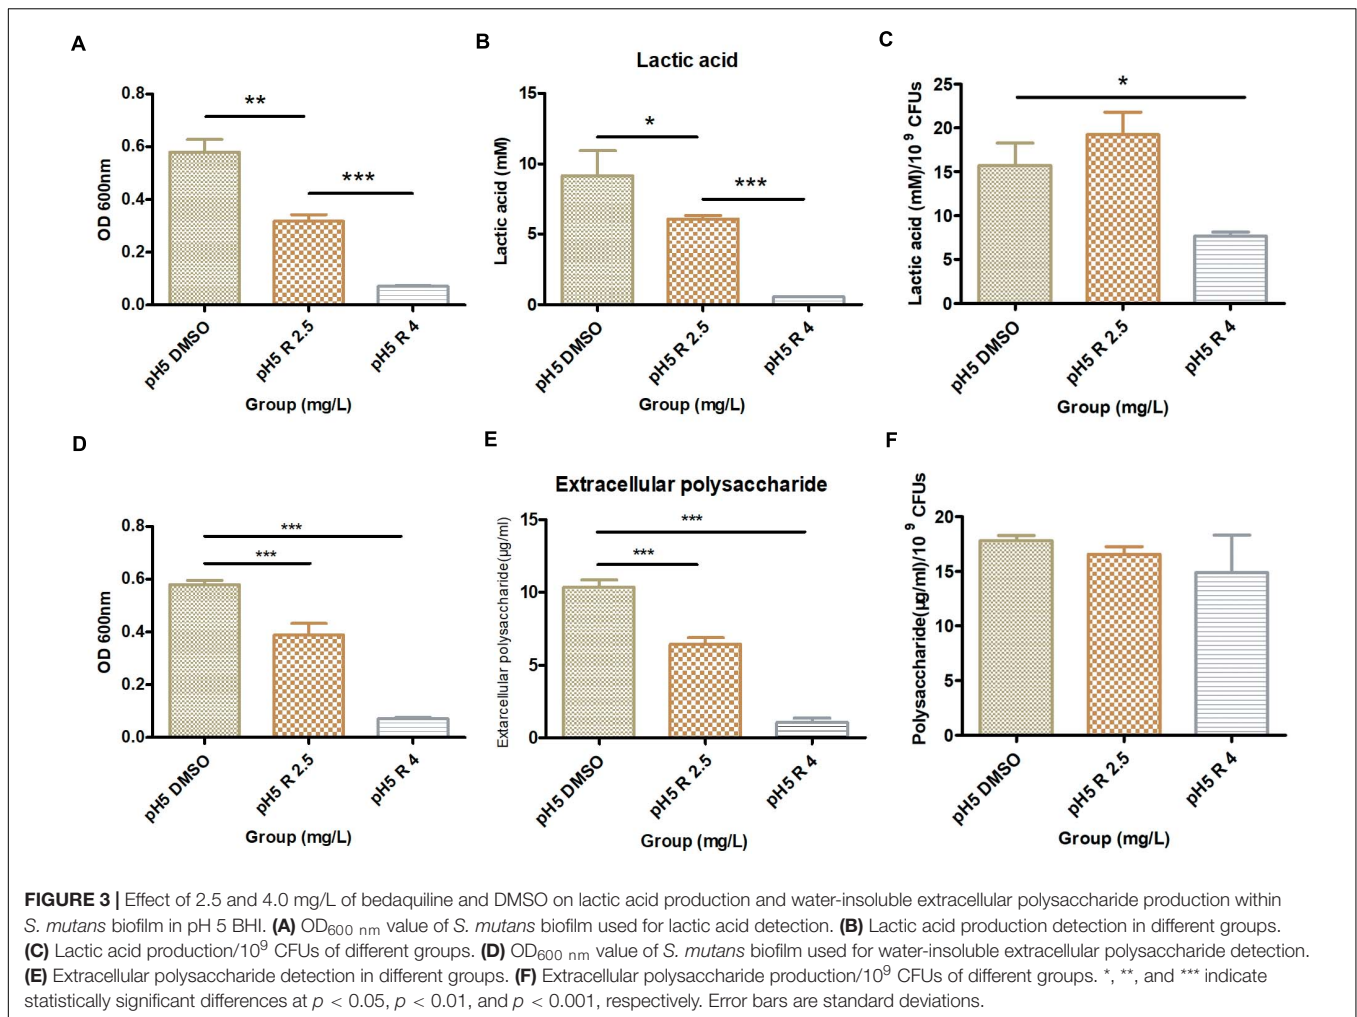 A
0.8
0.6
0.4
0.2
0.0
OD 600nm
**
***
pH5 DMSO
pH5 R 2.5
pH5 R 4
Group (mg/L)
B
Lactic acid
15
10
5
0
Lactic acid (mM)
*
***
pH5 DMSO
pH5 R 2.5
pH5 R 4
Group (mg/L)
C
25
20
15
10
5
0
Lactic acid (mM)/10 9 CFUs
*
pH5 DMSO
pH5 R 2.5
pH5 R 4
Group (mg/L)
D
0.8
0.6
0.4
0.2
0.0
OD 600nm
***
***
pH5 DMSO
pH5 R 2.5
pH5 R 4
Group (mg/L)
E
Extracellular polysaccharide
15
10
5
0
Extarcellular polysaccharide(µg/ml)
***
***
pH5 DMSO
pH5 R 2.5
pH5 R 4
Group (mg/L)
F
20
15
10
5
0
Polysaccharide(µg/ml)/10 9 CFUs
pH5 DMSO
pH5 R 2.5
pH5 R 4
Group (mg/L)
FIGURE 3 | Effect of 2.5 and 4.0 mg/L of bedaquiline and DMSO on lactic acid production and water-insoluble extracellular polysaccharide production within
S. mutans biofilm in pH 5 BHI. (A) OD600 nm value of S. mutans biofilm used for lactic acid detection. (B) Lactic acid production detection in different groups.
(C) Lactic acid production/10⁹ CFUs of different groups. (D) OD600 nm value of S. mutans biofilm used for water-insoluble extracellular polysaccharide detection.
(E) Extracellular polysaccharide detection in different groups. (F) Extracellular polysaccharide production/10⁹ CFUs of different groups. *, **, and *** indicate
statistically significant differences at p < 0.05, p < 0.01, and p < 0.001, respectively. Error bars are standard deviations.